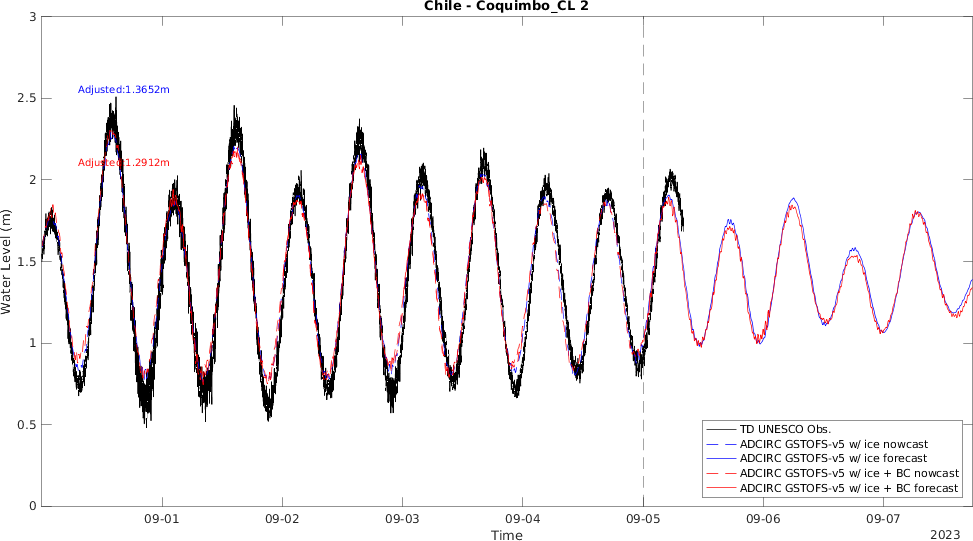 Chile - Coquimbo_CL 2
3
2.5
2
1.5
1
0.5
0
Water Level (m)
Adjusted:1.3652m
Adjusted:1.2912m
TD UNESCO Obs.
ADCIRC GSTOFS-v5 w/ ice nowcast
ADCIRC GSTOFS-v5 w/ ice forecast
ADCIRC GSTOFS-v5 w/ ice + BC nowcast
ADCIRC GSTOFS-v5 w/ ice + BC forecast
09-01 09-02 09-03 09-04 09-05 09-06 09-07
Time
2023